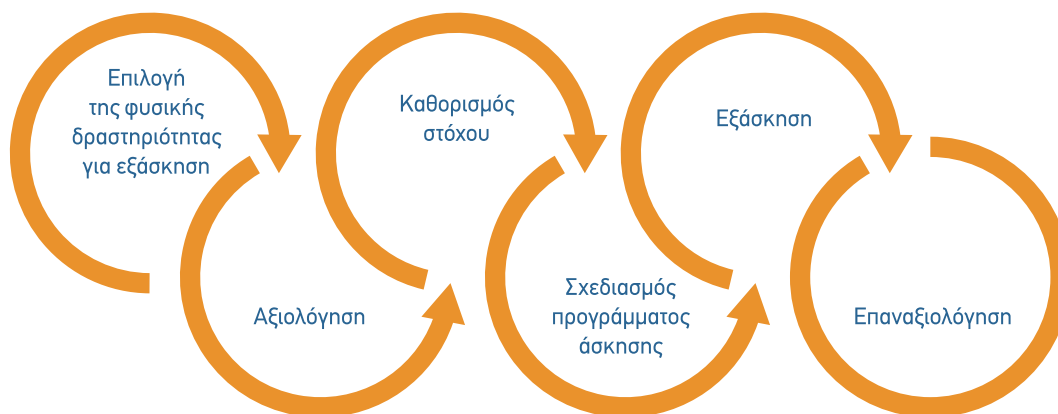 Επιλογή
της φυσικής
δραστηριότητας
για εξάσκηση
Αξιολόγηση
Καθορισμός
στόχου
Σχεδιασμός
προγράμματος
άσκησης
Εξάσκηση
Επαναξιολόγηση